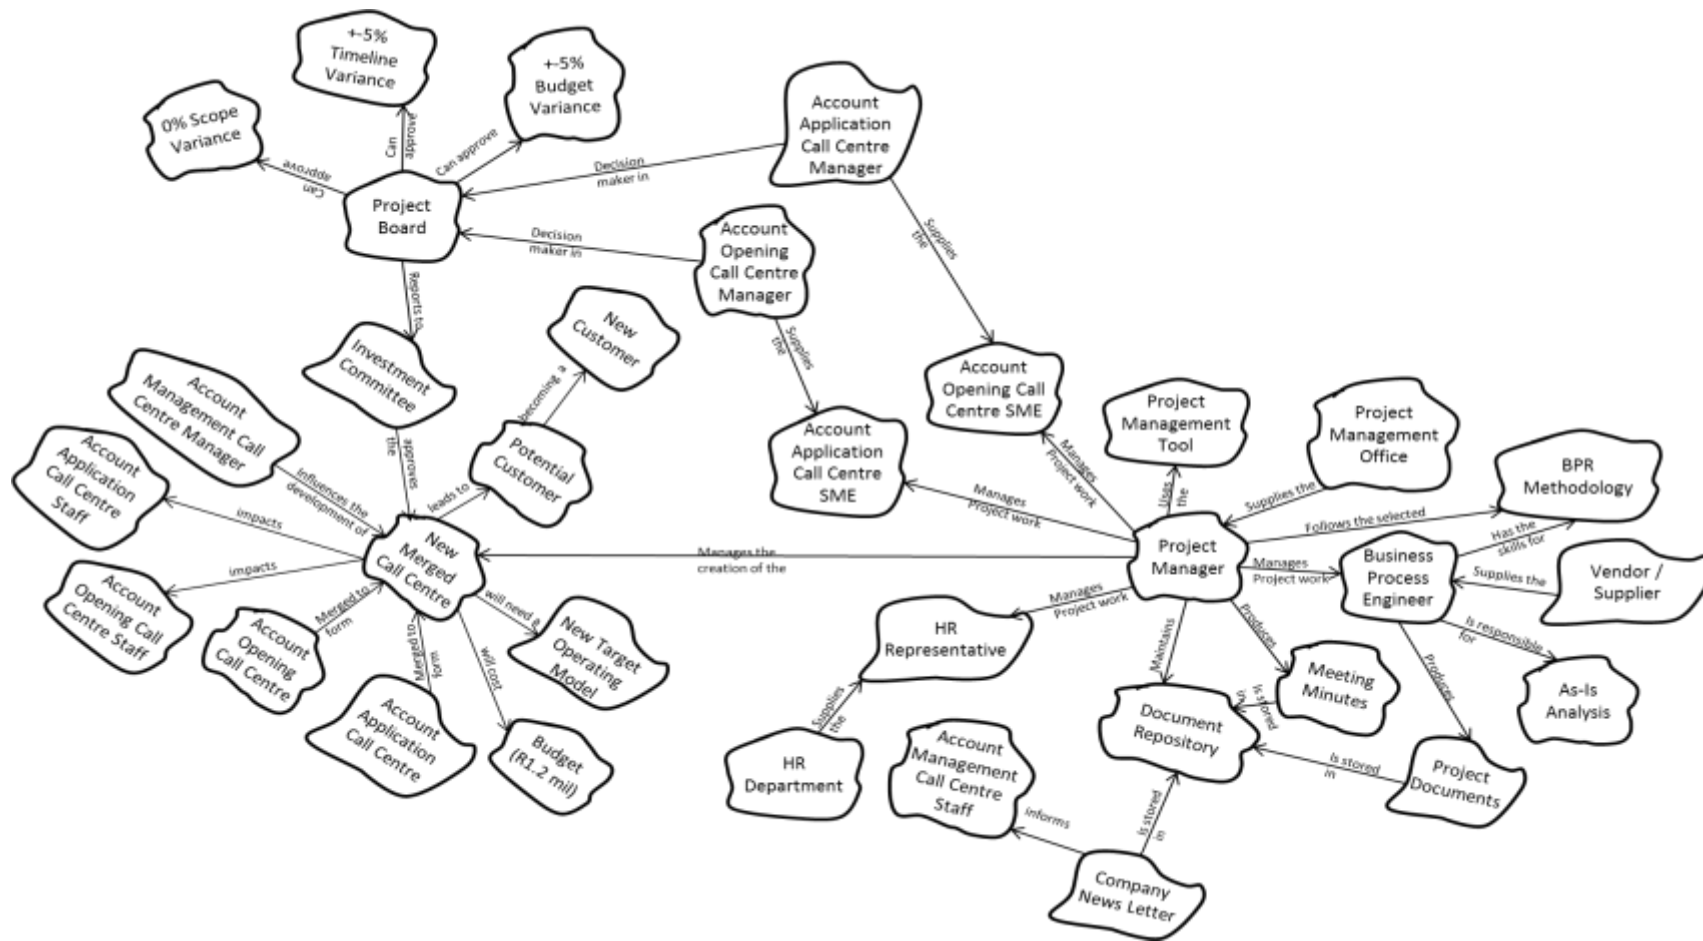 +-5%
Timeline
Variance
+-5%
Budget
Variance
0% Scope
Variance
Can
approve
Can approve
Can
approve
Project
Board
Account
Application
Call Centre
Manager
Decision
maker in
Decision
maker in
Account
Opening
Call Centre
Manager
Supplies
the
Supplies
the
Reports to
Investment
Committee
New
Customer
becoming a
Potential
Customer
leads to
approves
the
Account
Management Call
Centre Manager
Influences the
development of
Account
Application
Call Centre
Staff
impacts
Account
Opening Call
Centre Staff
impacts
New
Merged
Call Centre
Account
Opening
Call Centre
Merged to
form
Account
Application
Call Centre
Merged to
form
will cost
Budget
(R1.2 mil)
will need a
New Target
Operating
Model
Account
Application
Call Centre
SME
Account
Opening Call
Centre SME
Manages
Project work
Manages
Project work
Manages the
creation of the
Project
Management
Tool
Uses
the
Project
Management
Office
Supplies the
Follows the selected
BPR
Methodology
Has the
skills for
Project
Manager
Manages
Project work
Business
Process
Engineer
Supplies the
Vendor /
Supplier
Is responsible
for
As-Is
Analysis
Produces
Project
Documents
Is stored
in
Produces
Meeting
Minutes
Is stored
in
Maintains
Document
Repository
Manages
Project work
HR
Representative
Supplies
the
HR
Department
Account
Management
Call Centre
Staff
informs
Is stored
in
Company
News Letter